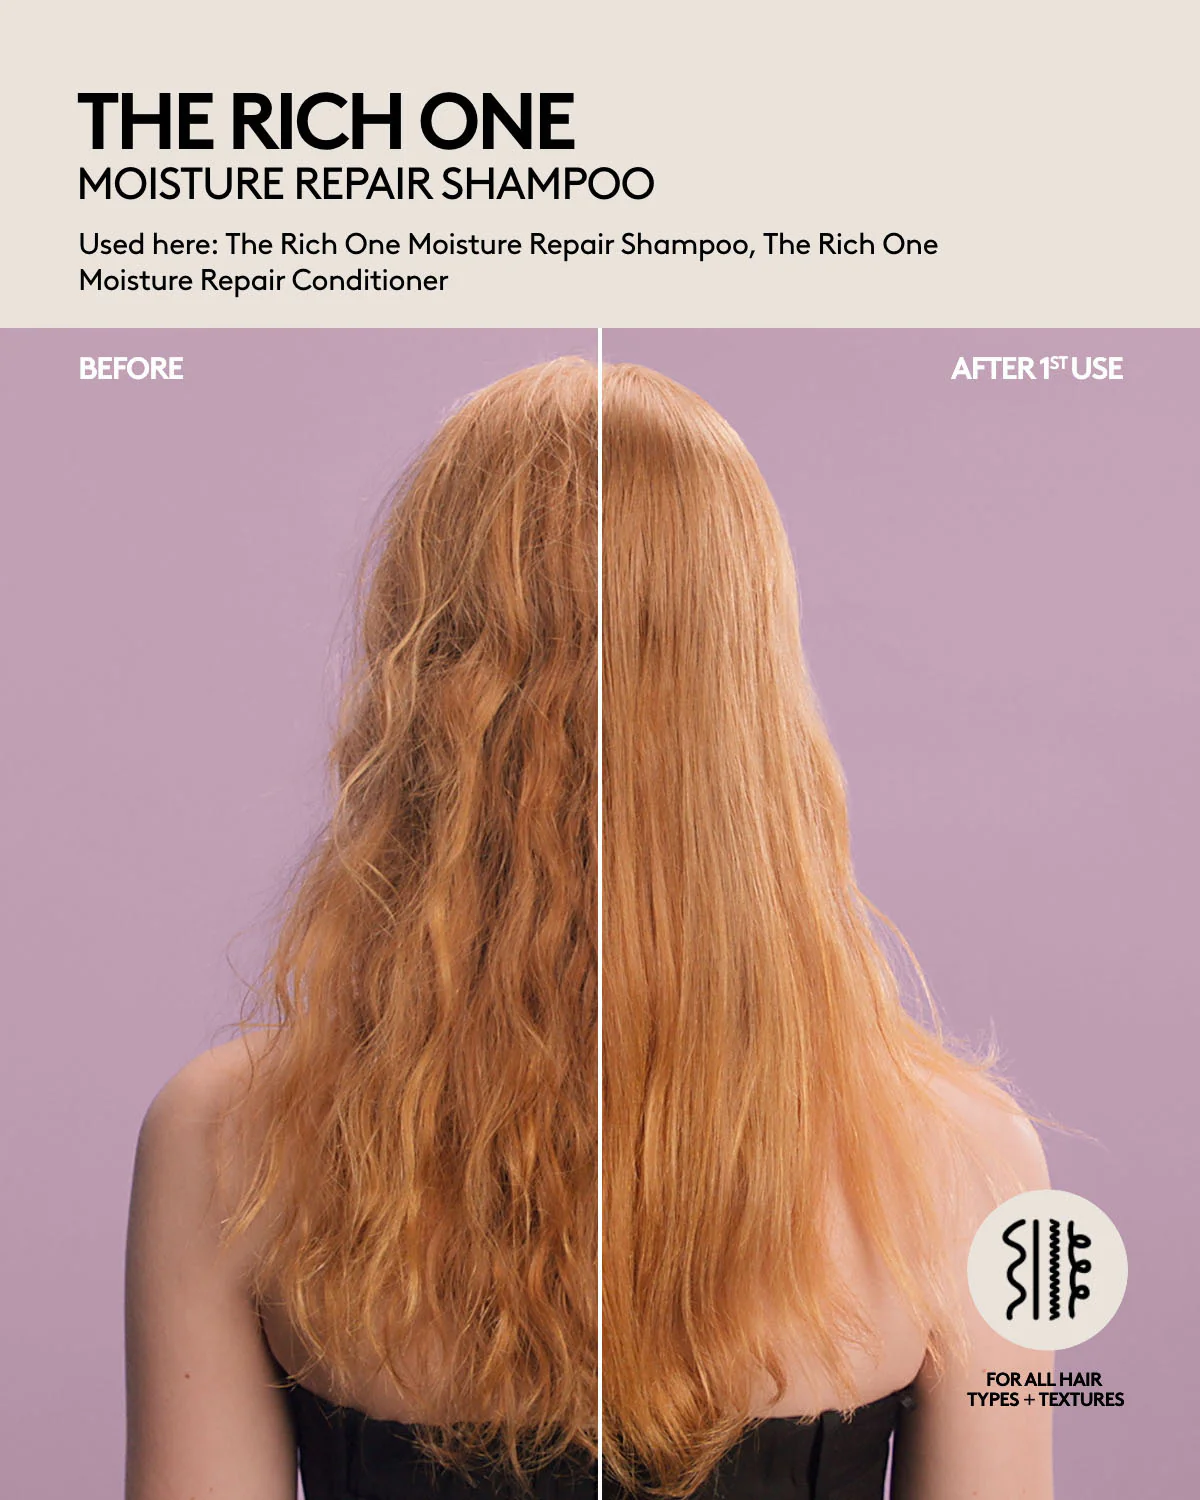 THE RICH ONE
MOISTURE REPAIR SHAMPOO
Used here: The Rich One Moisture Repair Shampoo, The Rich One
Moisture Repair Conditioner
BEFORE
AFTER 1ST USE
FOR ALL HAIR
TYPES + TEXTURES